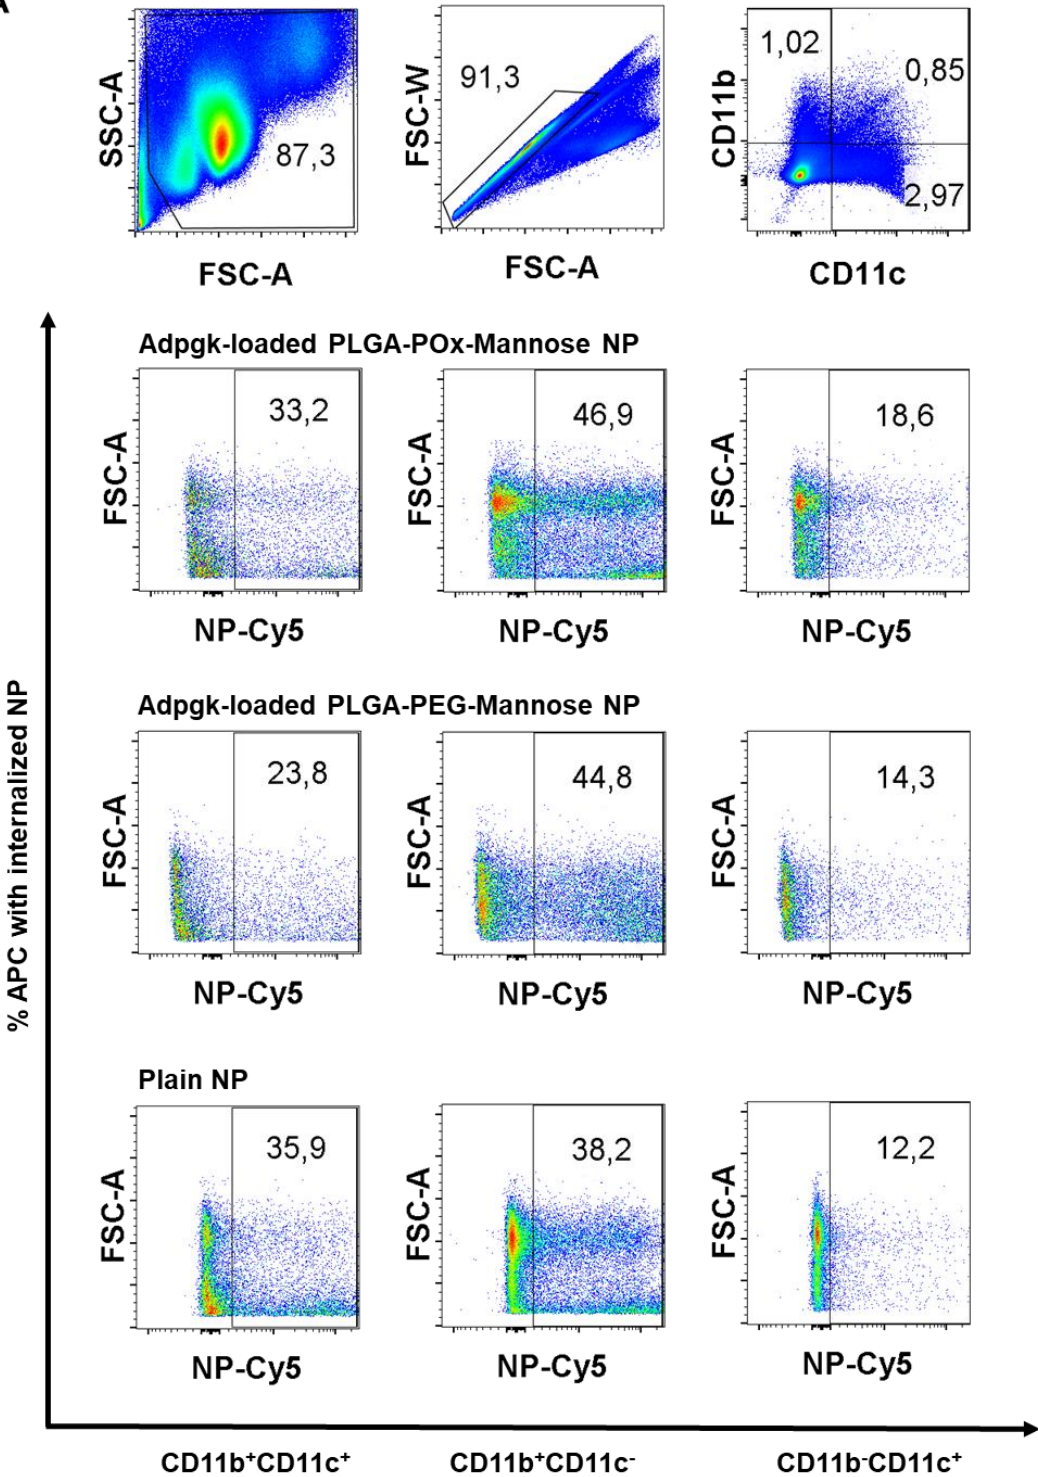 A
SSC-A
87,3
FSC-A
FSC-W
91,3
FSC-A
CD11b
1,02
0,85
2,97
CD11c
% APC with internalized NP
Adpgk-loaded PLGA-POx-Mannose NP
FSC-A
33,2
NP-Cy5
FSC-A
46,9
NP-Cy5
FSC-A
18,6
NP-Cy5
Adpgk-loaded PLGA-PEG-Mannose NP
FSC-A
23,8
NP-Cy5
FSC-A
44,8
NP-Cy5
FSC-A
14,3
NP-Cy5
Plain NP
FSC-A
35,9
NP-Cy5
FSC-A
38,2
NP-Cy5
FSC-A
12,2
NP-Cy5
CD11b⁺CD11c⁺
CD11b⁺CD11c⁻
CD11b⁻CD11c⁺